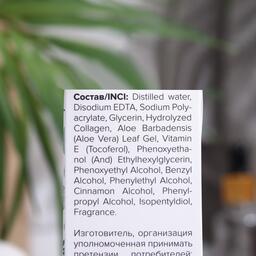 Состав/INCI: Distilled water,
Disodium EDTA, Sodium Poly-
acrylate, Glycerin, Hydrolyzed
Collagen, Aloe Barbadensis
(Aloe Vera) Leaf Gel, Vitamin
E (Tocoferol), Phenoxyetha-
nol (And) Ethylhexylglycerin,
Phenoxyethyl Alcohol, Benzyl
Alcohol, Phenylethyl Alcohol,
Cinnamon Alcohol, Phenyl-
propyl Alcohol, Isopentyldiol,
Fragrance.
Изготовитель, организация
уполномоченная принимать
претензии потребителей: